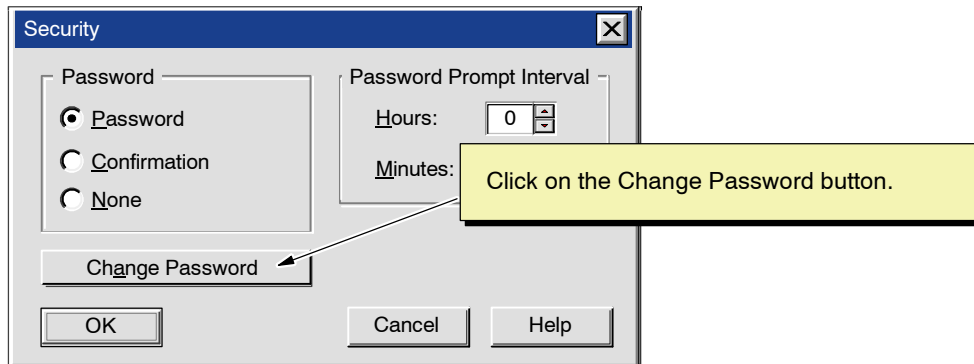 Security
Password
Password
Confirmation
None
Change Password
Password Prompt Interval
Hours: 0
Minutes:
Click on the Change Password button.
OK
Cancel
Help